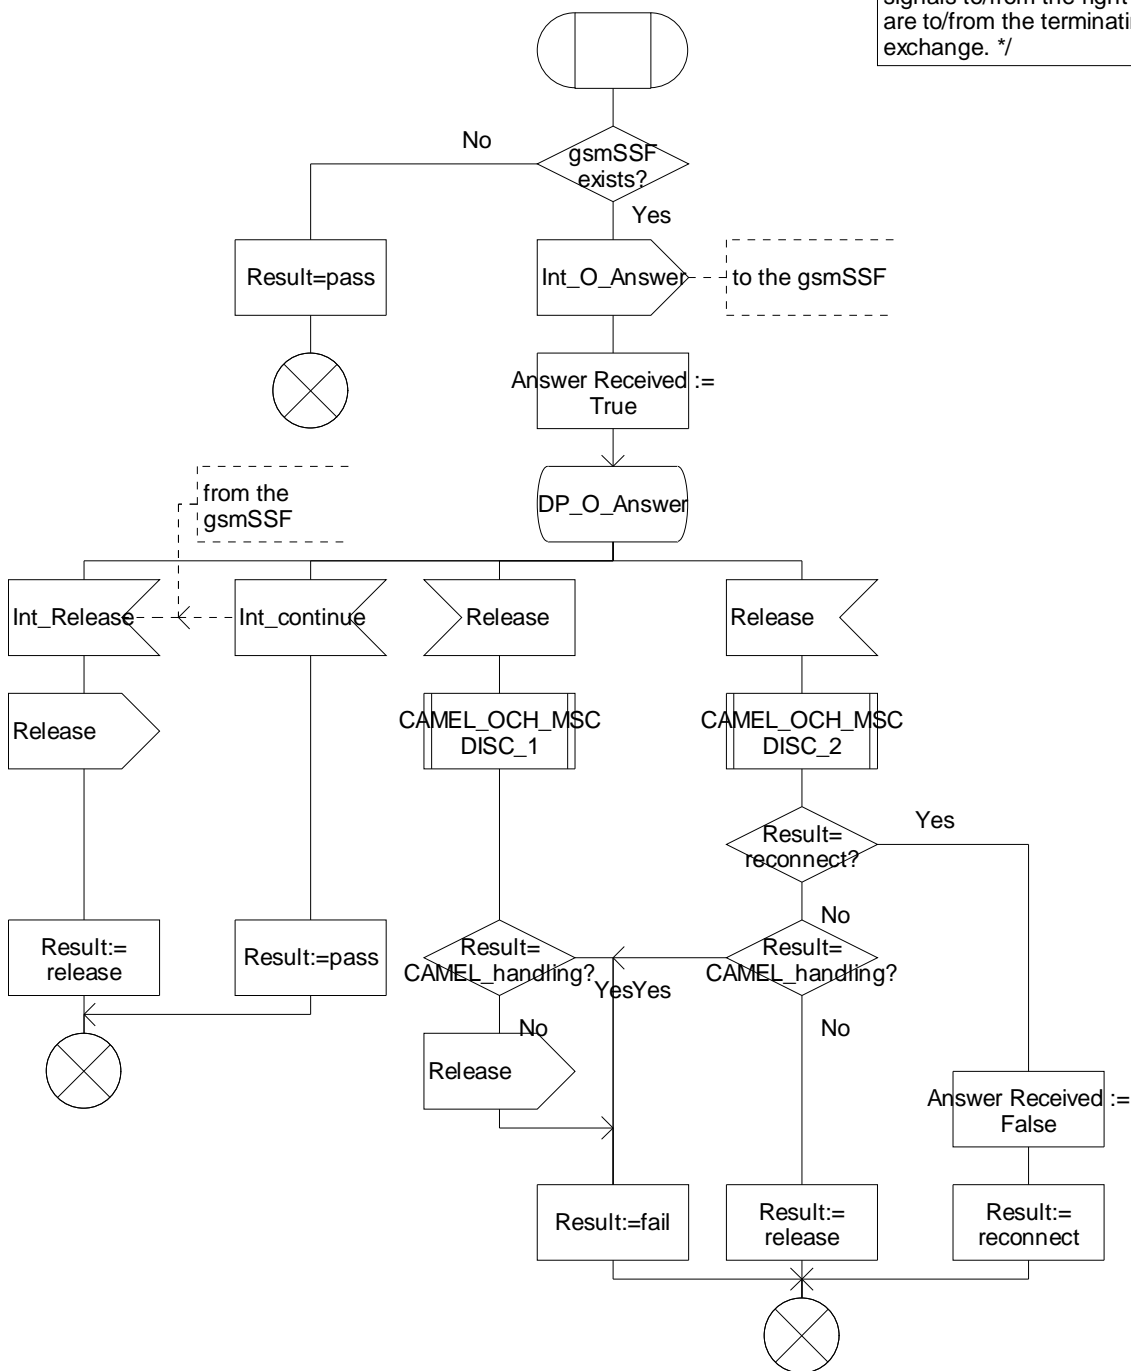 signals to/from the right
are to/from the terminati
exchange. */
gsmSSF
exists?
No
Yes
Result=pass
Int_O_Answer
to the gsmSSF
Answer Received :=
True
from the
gsmSSF
DP_O_Answer
Int_Release
Int_continue
Release
Release
Release
CAMEL_OCH_MSC
DISC_1
CAMEL_OCH_MSC
DISC_2
Result=
reconnect?
Yes
No
Result:=
release
Result:=pass
Result=
CAMEL_handling?
Yes
Yes
Result=
CAMEL_handling?
No
No
Release
Answer Received :=
False
Result:=fail
Result:=
release
Result:=
reconnect